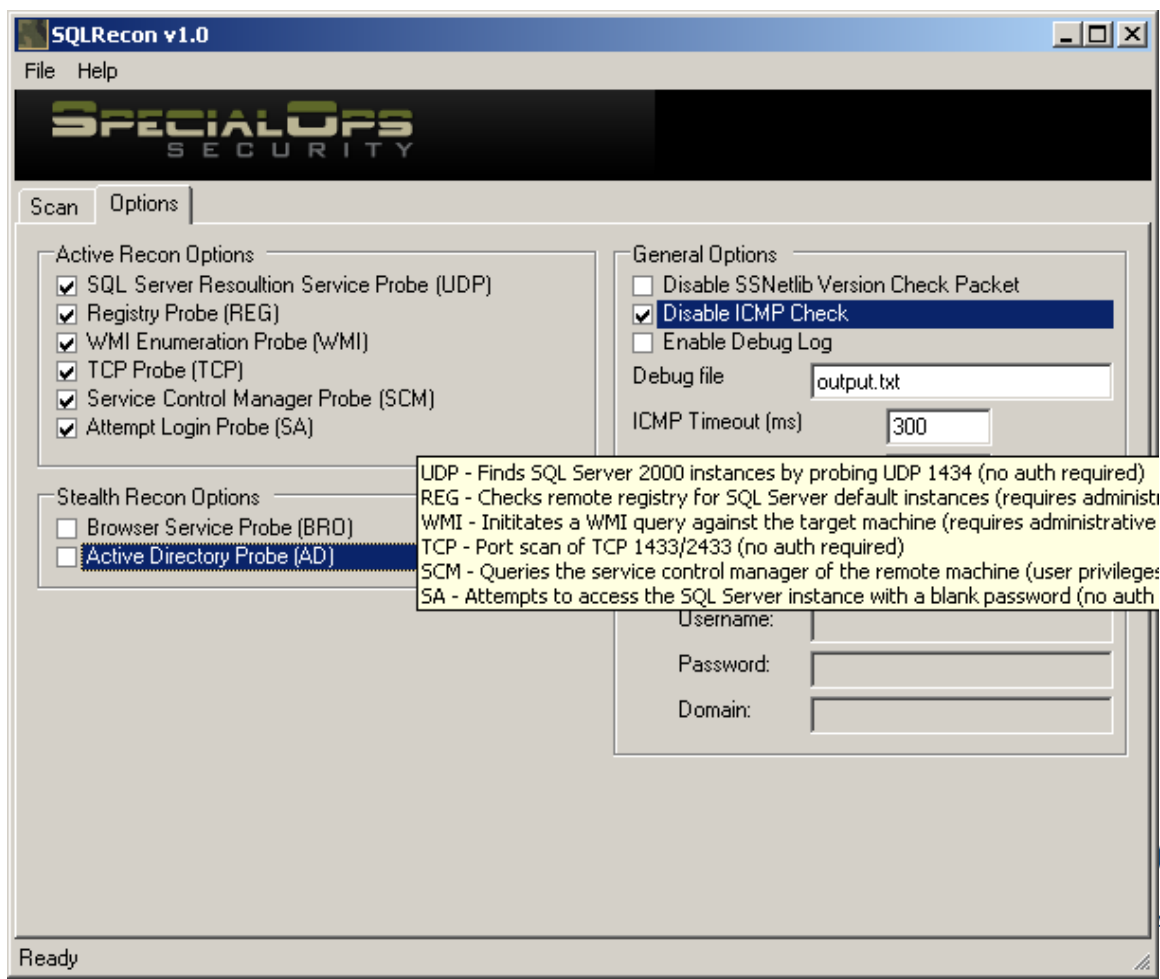 SQLRecon v1.0
File Help
SPECIALOPS
SECURITY
Scan Options
Active Recon Options
SQL Server Resoultion Service Probe (UDP)
Registry Probe (REG)
WMI Enumeration Probe (WMI)
TCP Probe (TCP)
Service Control Manager Probe (SCM)
Attempt Login Probe (SA)
Stealth Recon Options
Browser Service Probe (BRO)
Active Directory Probe (AD)
General Options
Disable SSNetlib Version Check Packet
Disable ICMP Check
Enable Debug Log
Debug file output.txt
ICMP Timeout (ms) 300
UDP - Finds SQL Server 2000 instances by probing UDP 1434 (no auth required)
REG - Checks remote registry for SQL Server default instances (requires
WMI - Inititates a WMI query against the target machine (requires administrative
TCP - Port scan of TCP 1433/2433 (no auth required)
SCM - Queries the service control manager of the remote machine (user privileges
SA - Attempts to access the SQL Server instance with a blank password (no auth
Username:
Password:
Domain:
Ready